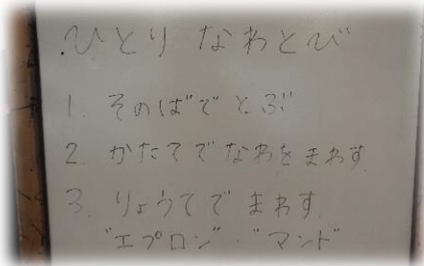 ・ひとり なわとび
1. そのばで とぶ
2. かたてでなわをまわす
3. りょうてで まわす
"エプロン"・"マント"